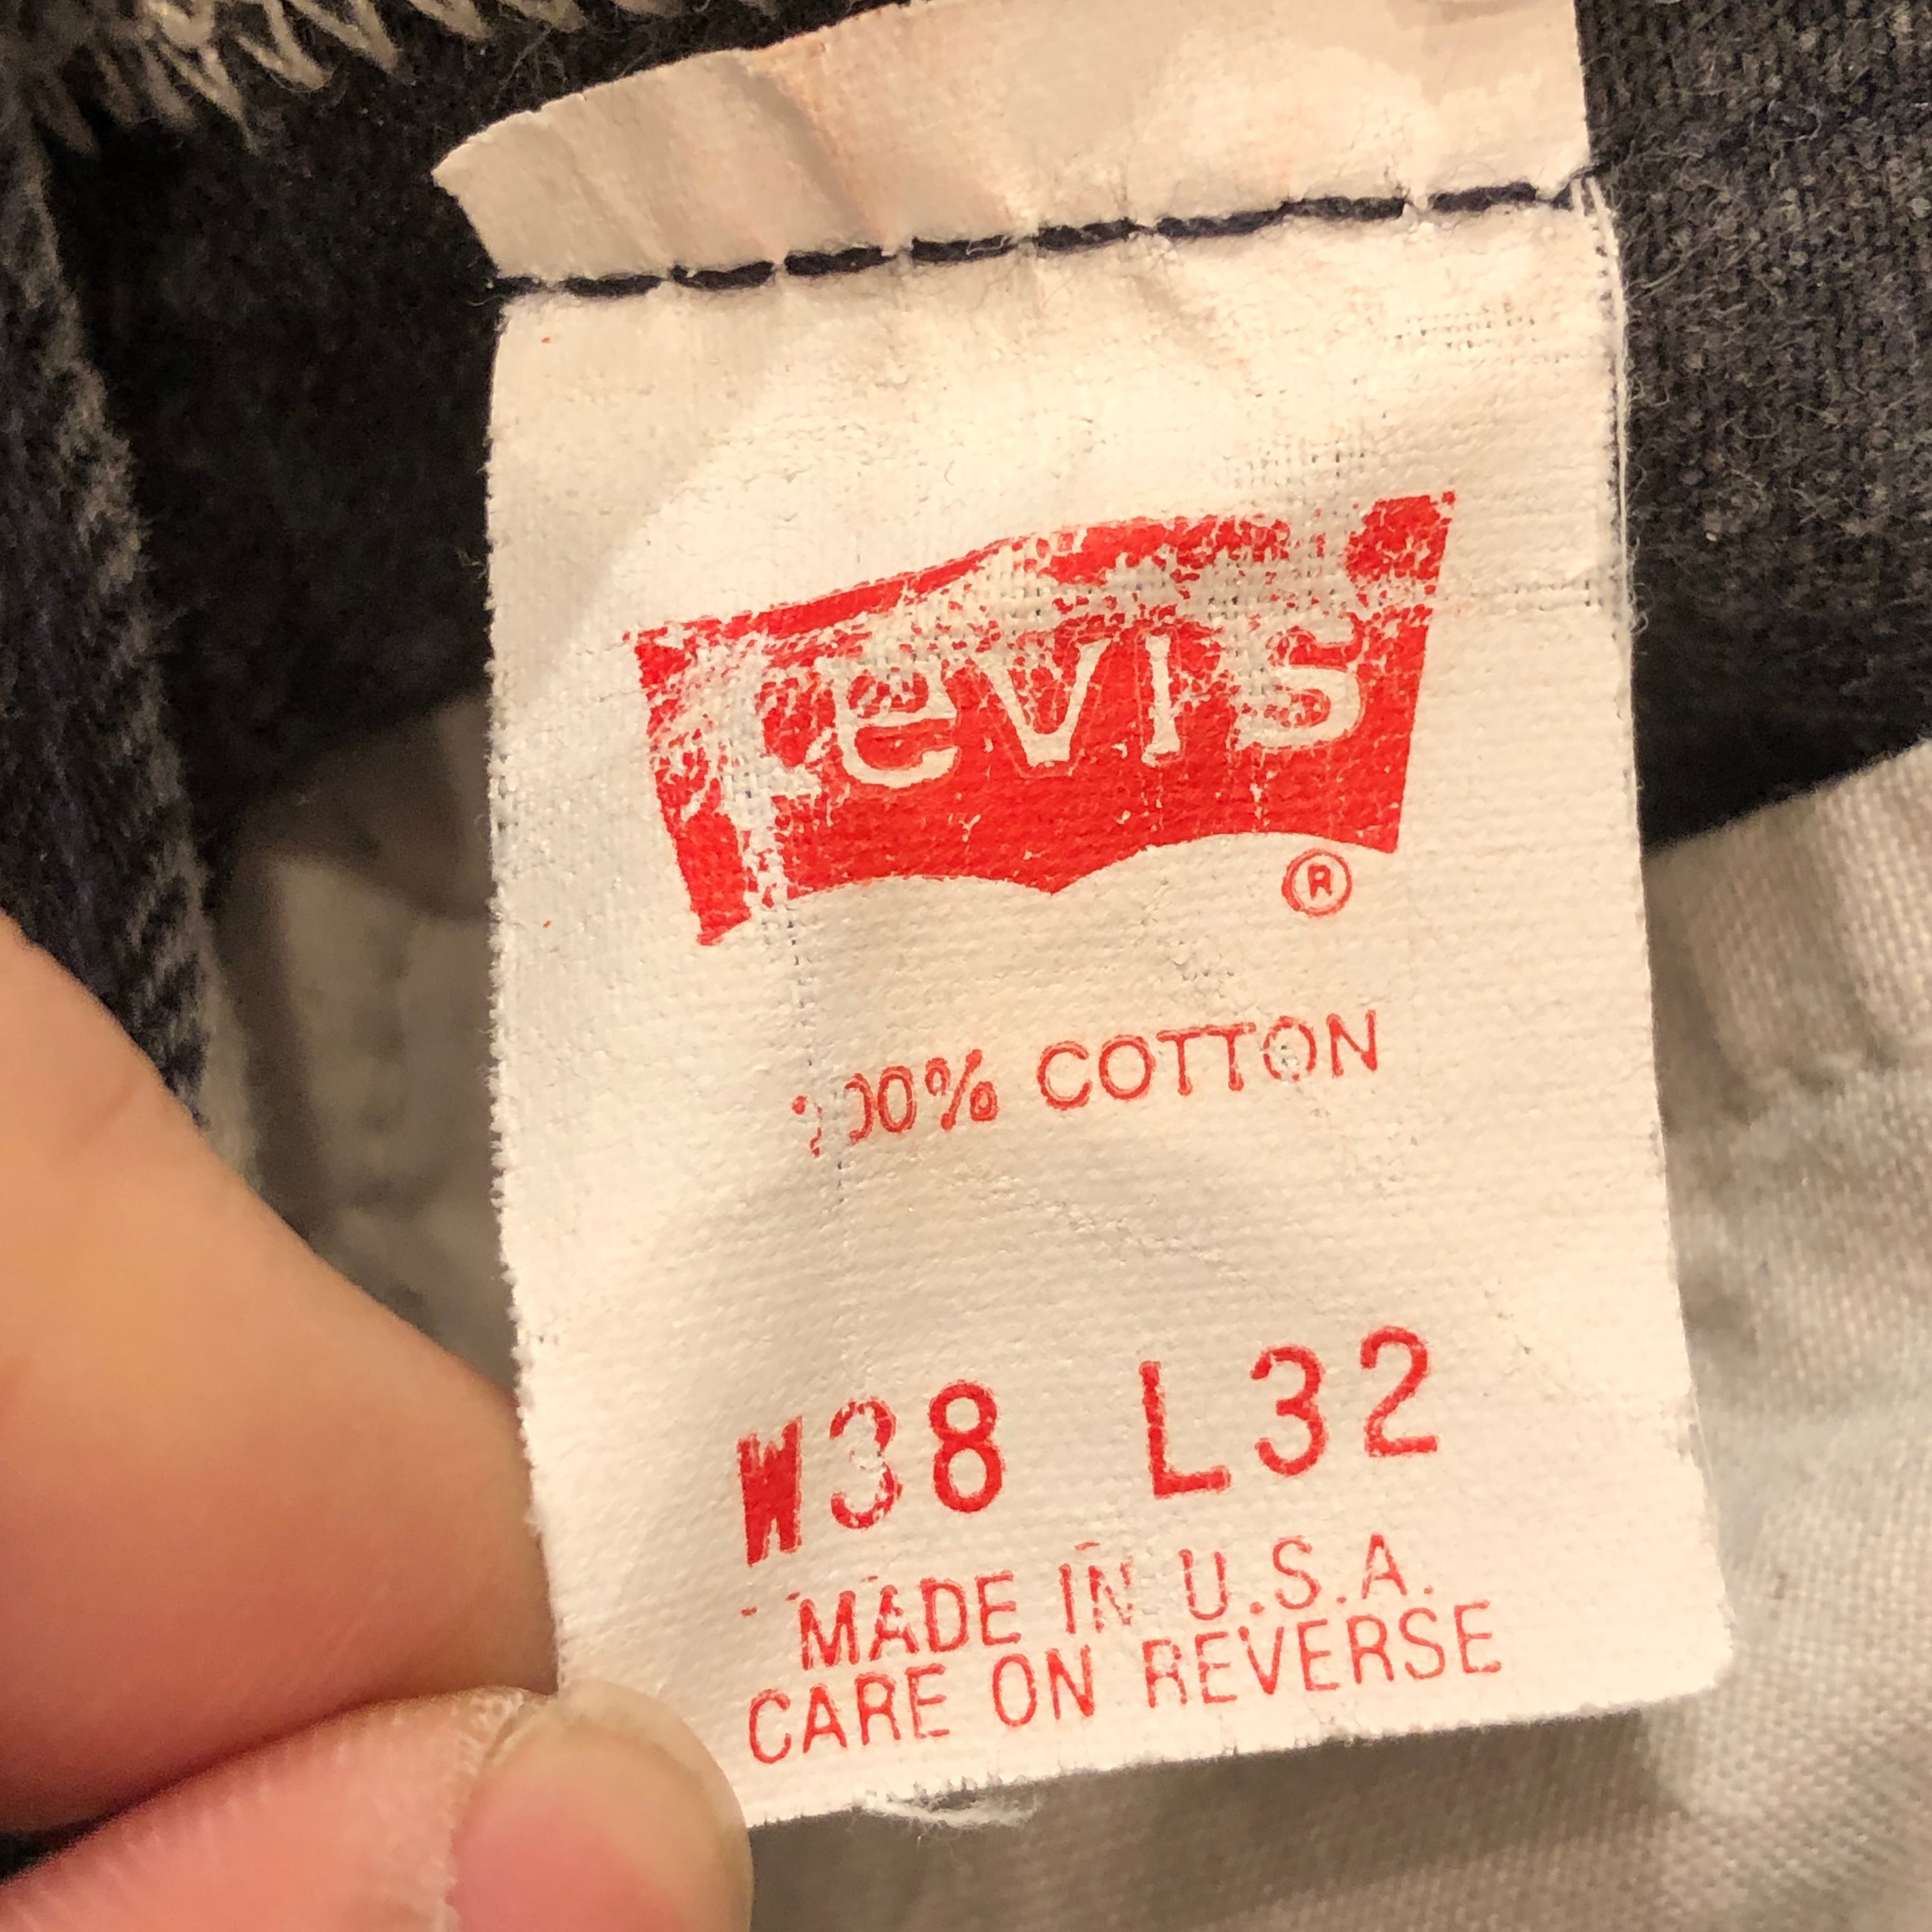 Levi's
®
100% COTTON
W38 L32
MADE IN U.S.A.
CARE ON REVERSE